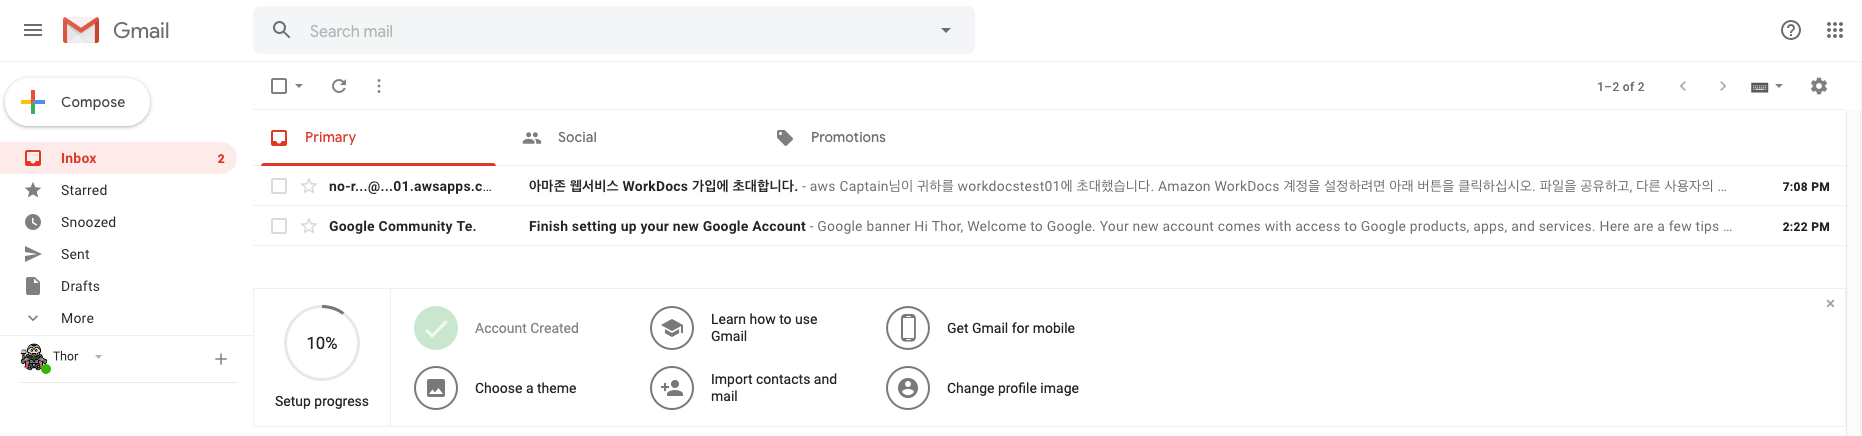 Gmail
Search mail
Compose
1–2 of 2
Primary
Social
Promotions
Inbox 2
Starred
Snoozed
Sent
Drafts
More
Thor
no-r...@...01.awsapps.c... 아마존 웹서비스 WorkDocs 가입에 초대합니다. - aws Captain님이 귀하를 workdocstest01에 초대했습니다. Amazon WorkDocs 계정을 설정하려면 아래 버튼을 클릭하십시오. 파일을 공유하고, 다른 사용자의 ... 7:08 PM
Google Community Te. Finish setting up your new Google Account - Google banner Hi Thor, Welcome to Google. Your new account comes with access to Google products, apps, and services. Here are a few tips ... 2:22 PM
10%
Setup progress
Account Created
Learn how to use
Gmail
Get Gmail for mobile
Choose a theme
Import contacts and
mail
Change profile image